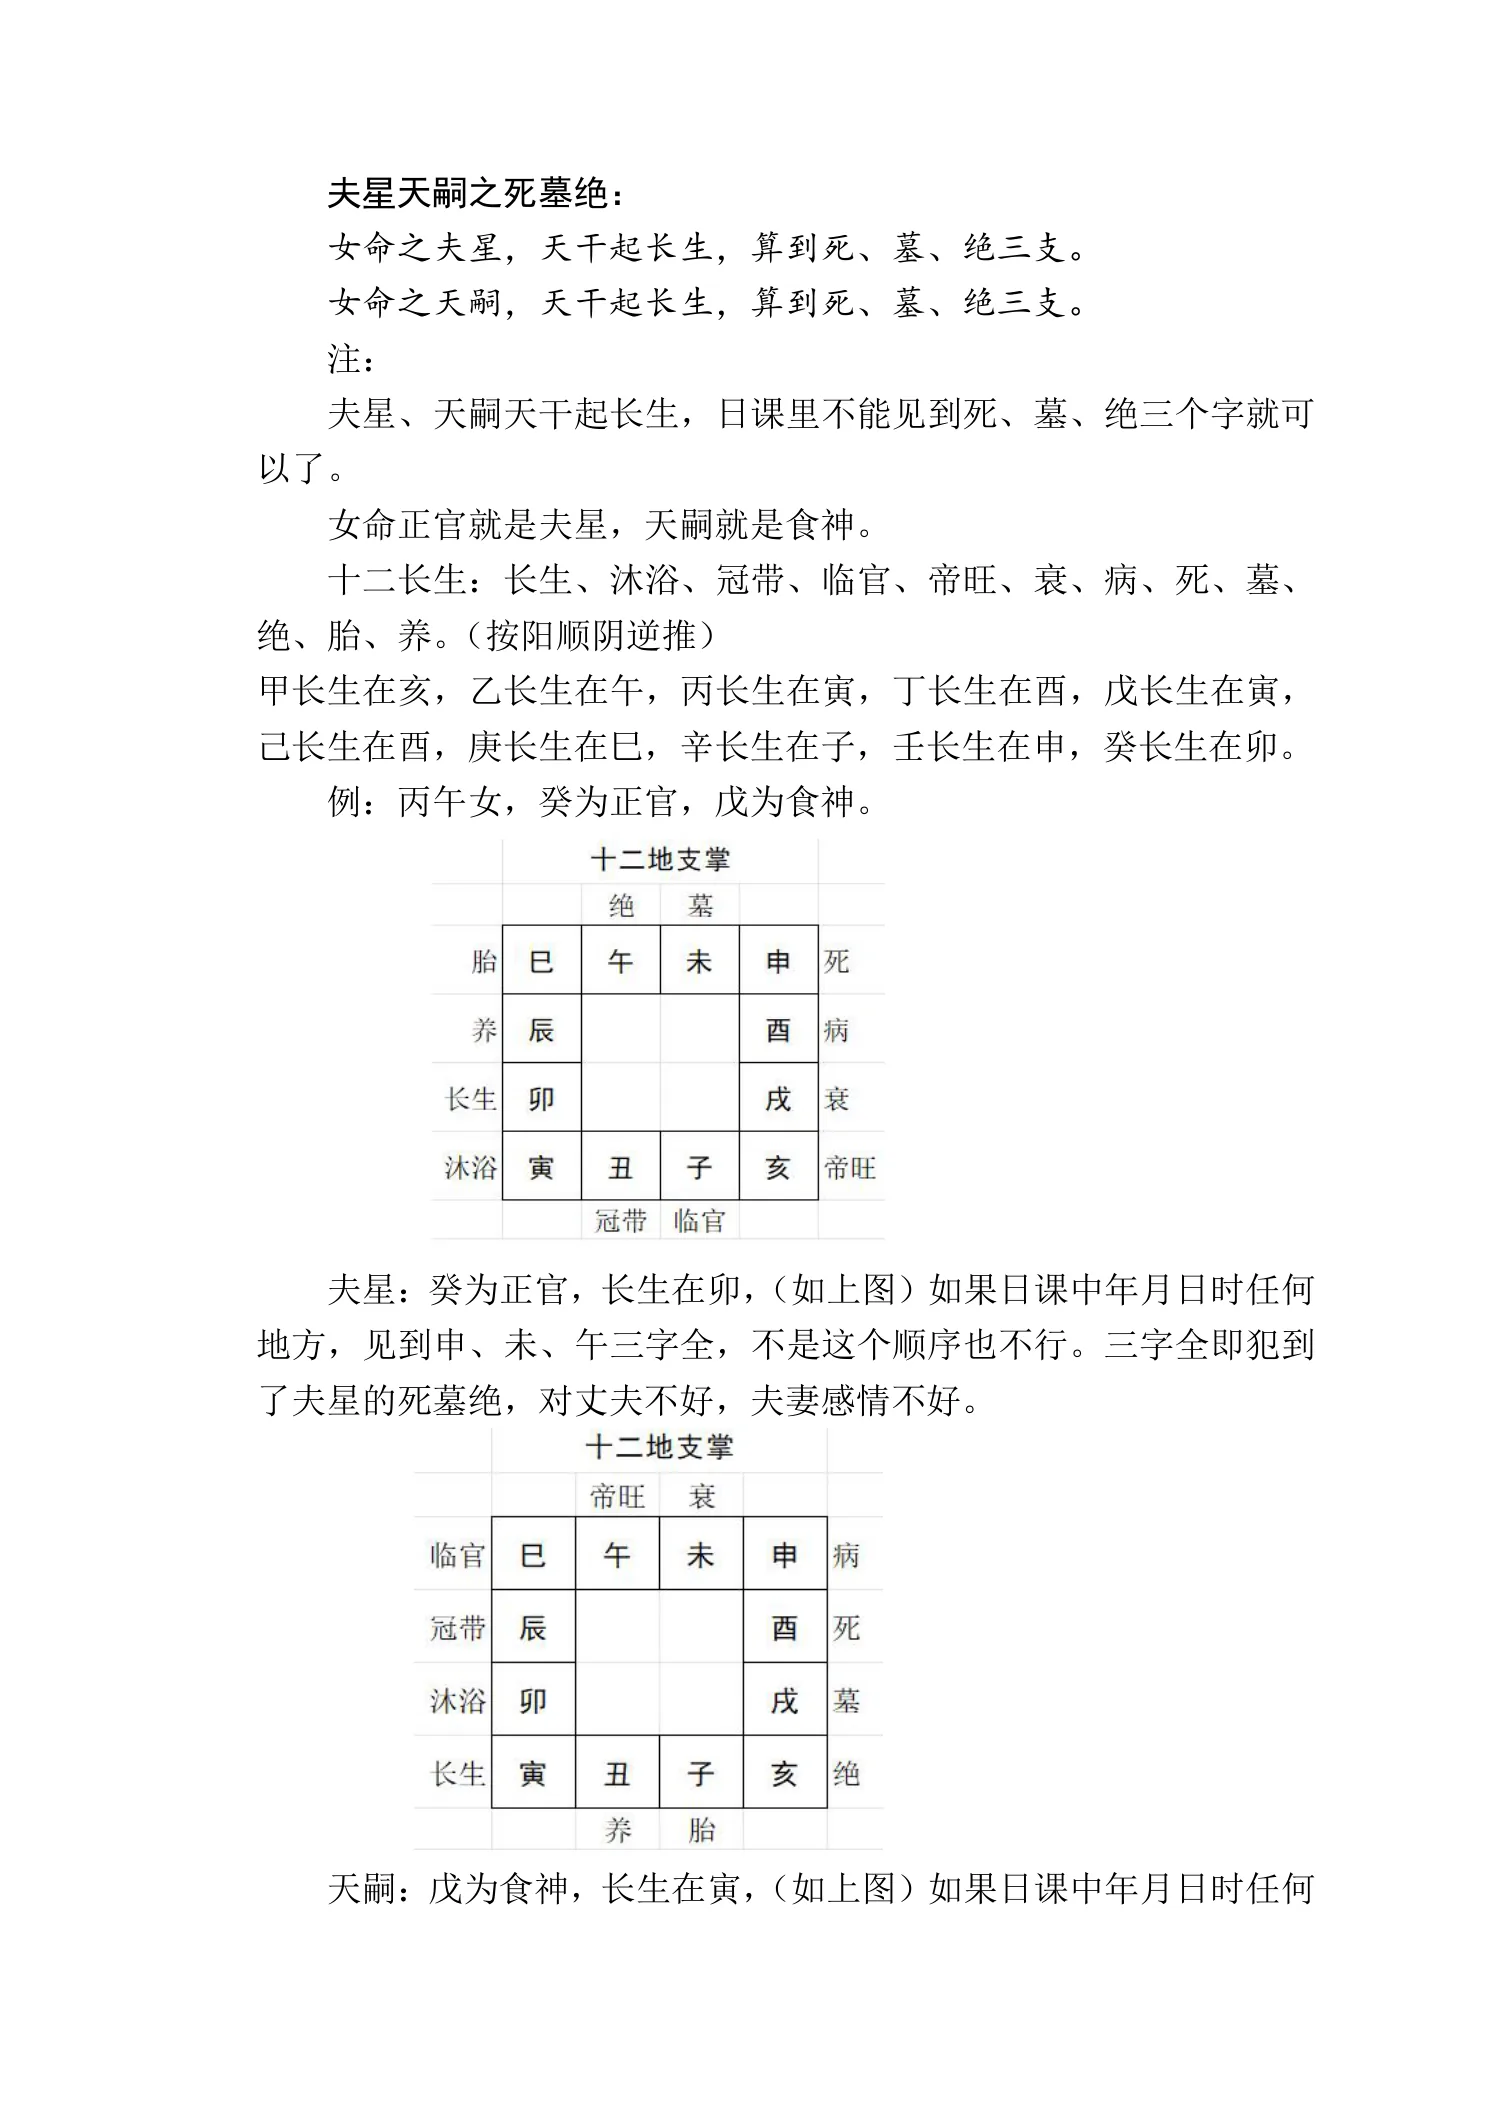 夫星天嗣之死墓绝：
女命之夫星，天干起长生，算到死、墓、绝三支。
女命之天嗣，天干起长生，算到死、墓、绝三支。
注：
夫星、天嗣天干起长生，日课里不能见到死、墓、绝三个字就可
以了。
女命正官就是夫星，天嗣就是食神。
十二长生：长生、沐浴、冠带、临官、帝旺、衰、病、死、墓、
绝、胎、养。（按阳顺阴逆推）
甲长生在亥，乙长生在午，丙长生在寅，丁长生在酉，戊长生在寅，
己长生在酉，庚长生在巳，辛长生在子，壬长生在申，癸长生在卯。
例：丙午女，癸为正官，戊为食神。
十二地支掌
绝 墓
胎 巳 午 未 申 死
养 辰 酉 病
长生 卯 戌 衰
沐浴 寅 丑 子 亥 帝旺
冠带 临官
夫星：癸为正官，长生在卯，（如上图）如果日课中年月日时任何
地方，见到申、未、午三字全，不是这个顺序也不行。三字全即犯到
了夫星的死墓绝，对丈夫不好，夫妻感情不好。
十二地支掌
帝旺 衰
临官 巳 午 未 申 病
冠带 辰 酉 死
沐浴 卯 戌 墓
长生 寅 丑 子 亥 绝
养 胎
天嗣：戊为食神，长生在寅，（如上图）如果日课中年月日时任何